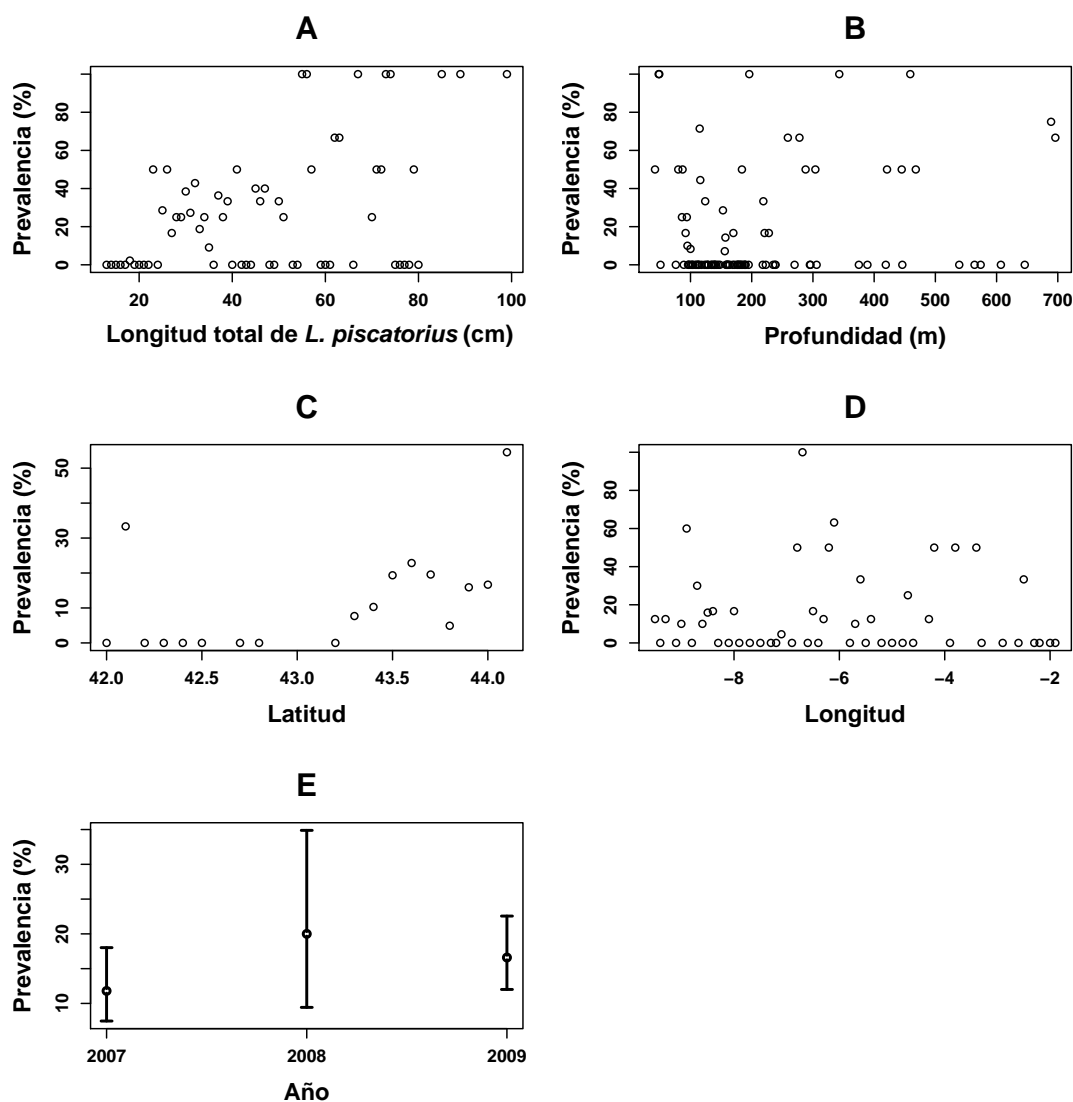 A
Prevalencia (%)
0 20 40 60 80
20 40 60 80 100
Longitud total de L. piscatorius (cm)
B
Prevalencia (%)
0 20 40 60 80
100 200 300 400 500 600 700
Profundidad (m)
C
Prevalencia (%)
0 10 30 50
42.0 42.5 43.0 43.5 44.0
Latitud
D
Prevalencia (%)
0 20 40 60 80
−8 −6 −4 −2
Longitud
E
Prevalencia (%)
10 20 30
2007 2008 2009
Año